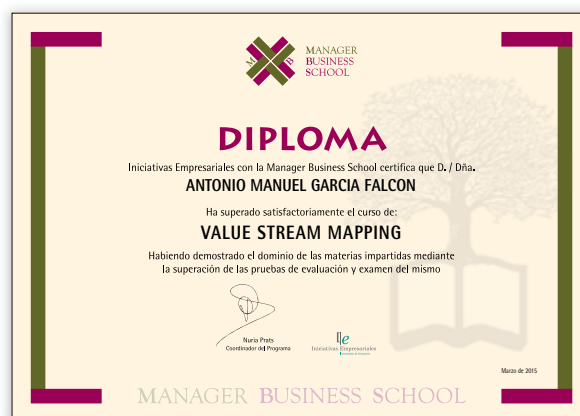 M B
MANAGER
BUSINESS
SCHOOL
DIPLOMA
Iniciativas Empresariales con la Manager Business School certifica que D. / Dña.
ANTONIO MANUEL GARCIA FALCON
Ha superado satisfactoriamente el curso de:
VALUE STREAM MAPPING
Habiendo demostrado el dominio de las materias impartidas mediante
la superación de las pruebas de evaluación y examen del mismo
Nuria Prats
Coordinador del Programa
Ie
Iniciativas Empresariales
Marzo de 2015
MANAGER BUSINESS SCHOOL